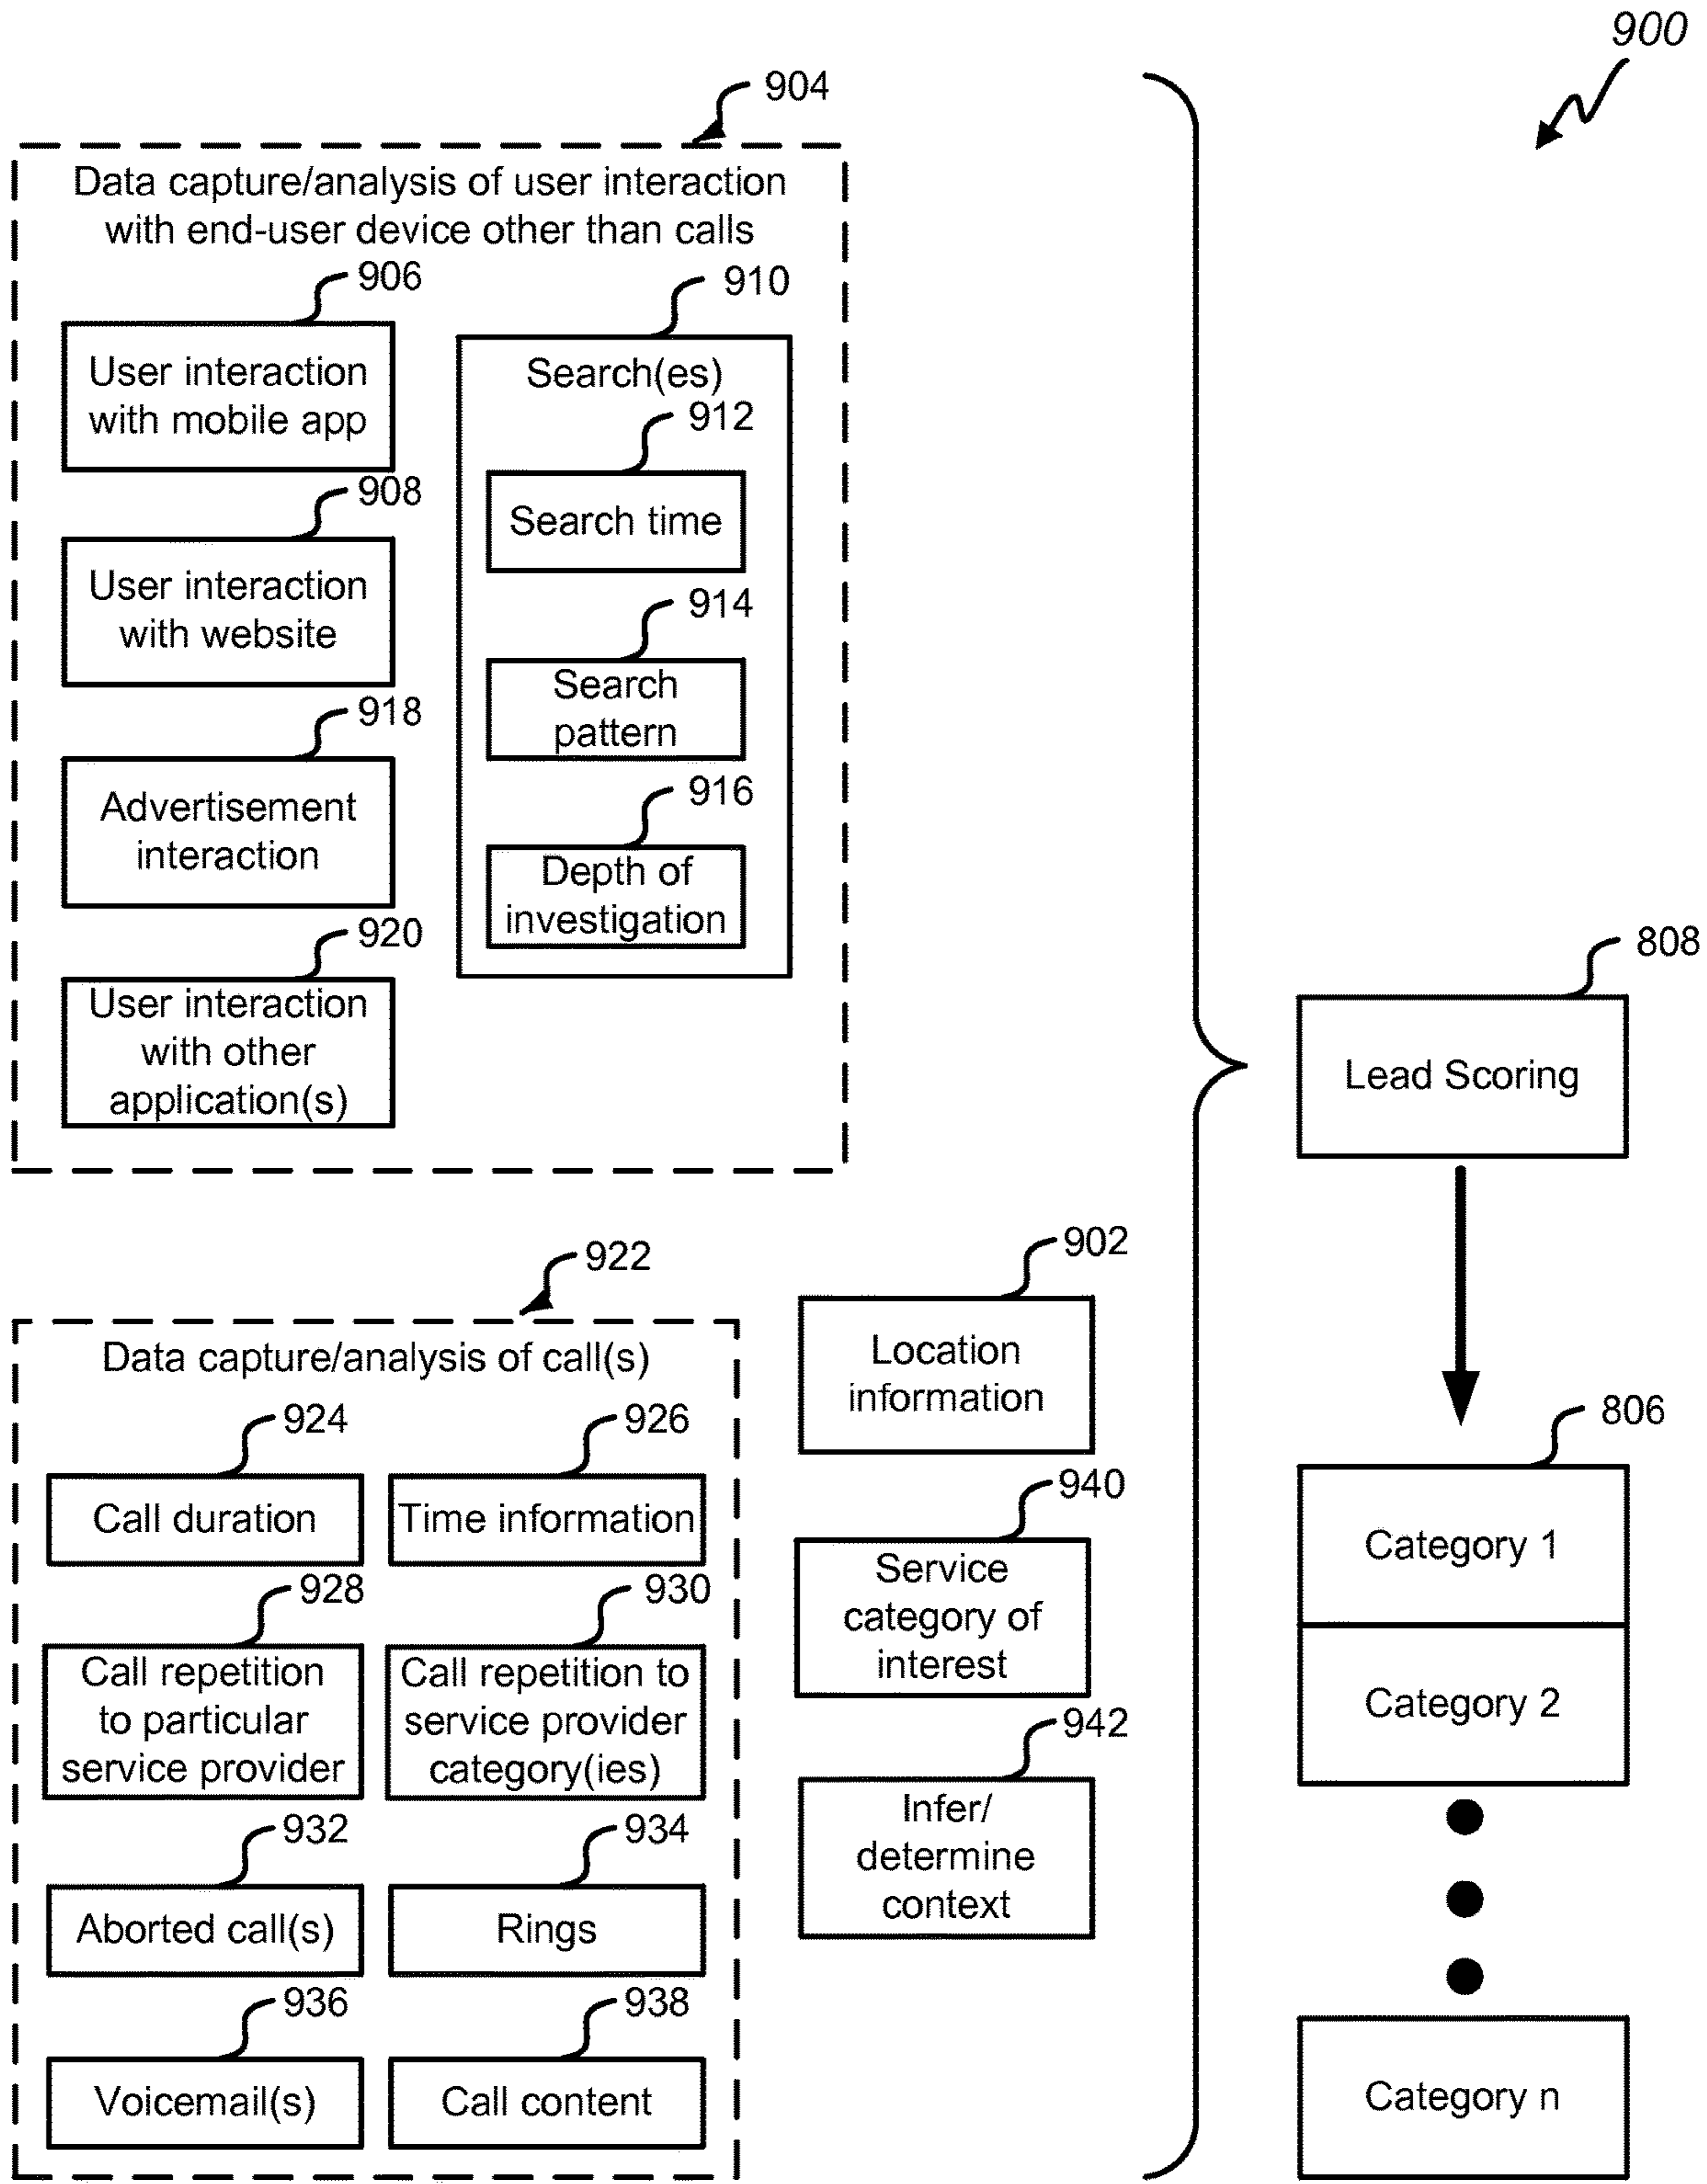 900
904
Data capture/analysis of user interaction
with end-user device other than calls
906
User interaction
with mobile app
908
User interaction
with website
918
Advertisement
interaction
920
User interaction
with other
application(s)
910
Search(es)
912
Search time
914
Search
pattern
916
Depth of
investigation
922
Data capture/analysis of call(s)
924
Call duration
926
Time information
928
Call repetition
to particular
service provider
930
Call repetition to
service provider
category(ies)
932
Aborted call(s)
934
Rings
936
Voicemail(s)
938
Call content
902
Location
information
940
Service
category of
interest
942
Infer/
determine
context
808
Lead Scoring
806
Category 1
Category 2
Category n